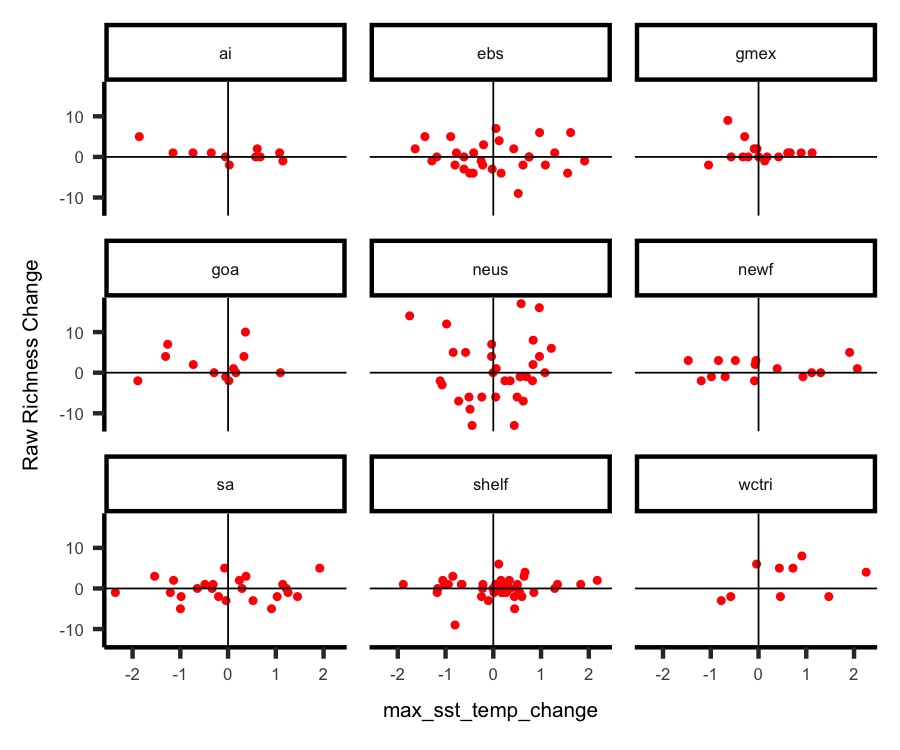 ai ebs gmex
10
0
-10
goa neus newf
10
0
-10
Raw Richness Change
sa shelf wctri
10
0
-10
-2 -1 0 1 2 -2 -1 0 1 2 -2 -1 0 1 2
max_sst_temp_change